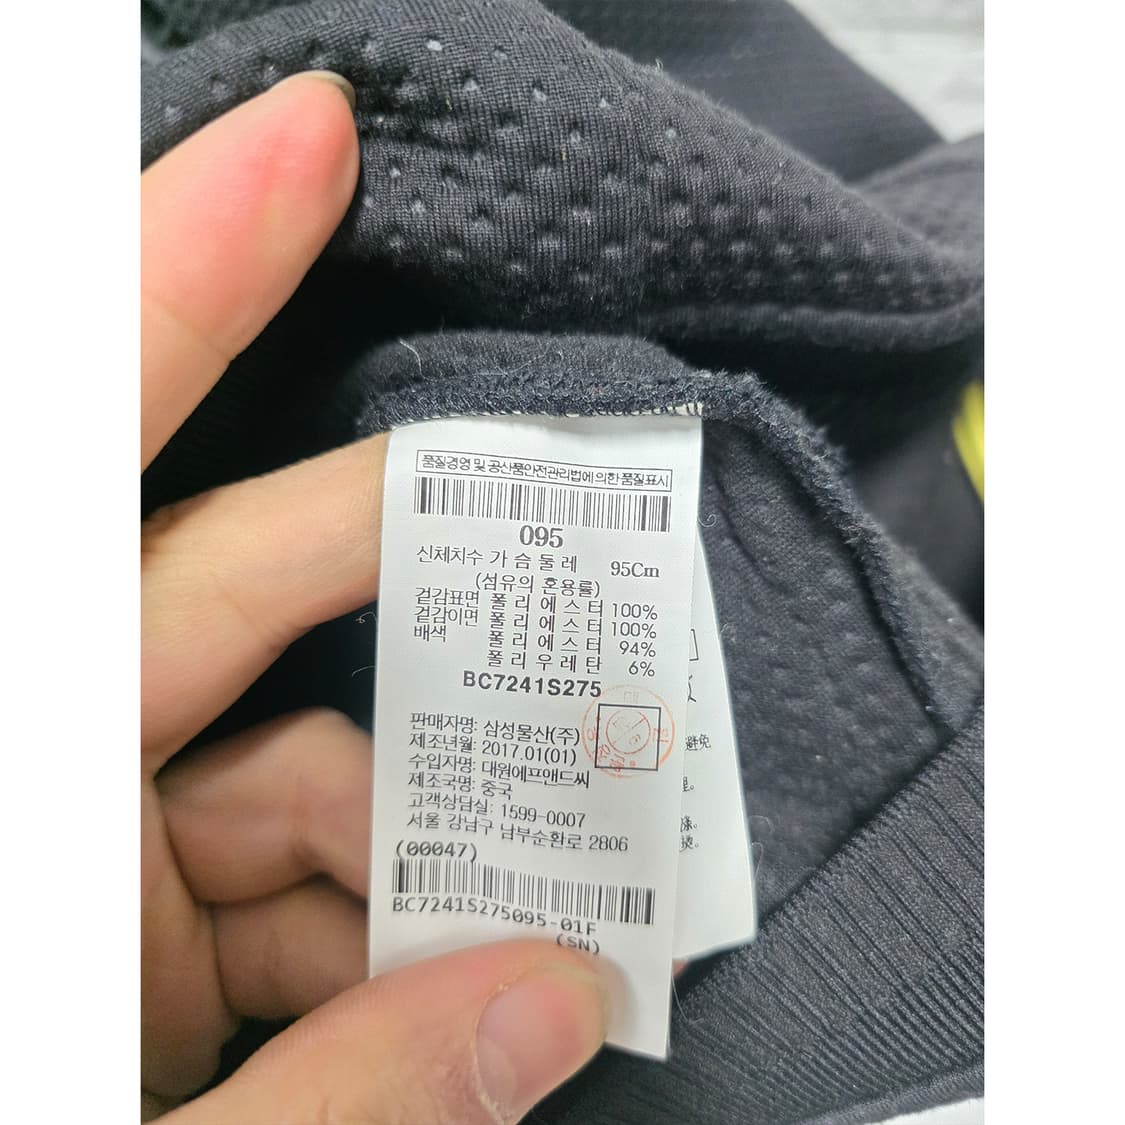 품질경영 및 공산품안전관리법에의한 품질표시
095
신체치수 가 슴 둘 레 95Cm
(섬유의 혼용률)
겉감표면 폴 리 에 스 터 100%
겉감이면 폴 리 에 스 터 100%
배색 폴 리 에 스 터 94%
폴 리 우 레 탄 6%
BC7241S275
판매자명: 삼성물산(주)
제조년월: 2017.01(01)
수입자명: 대원에프앤드씨
제조국명: 중국
고객상담실: 1599-0007
서울 강남구 남부순환로 2806
(00047)
BC7241S275095-01F
(SN)
避免